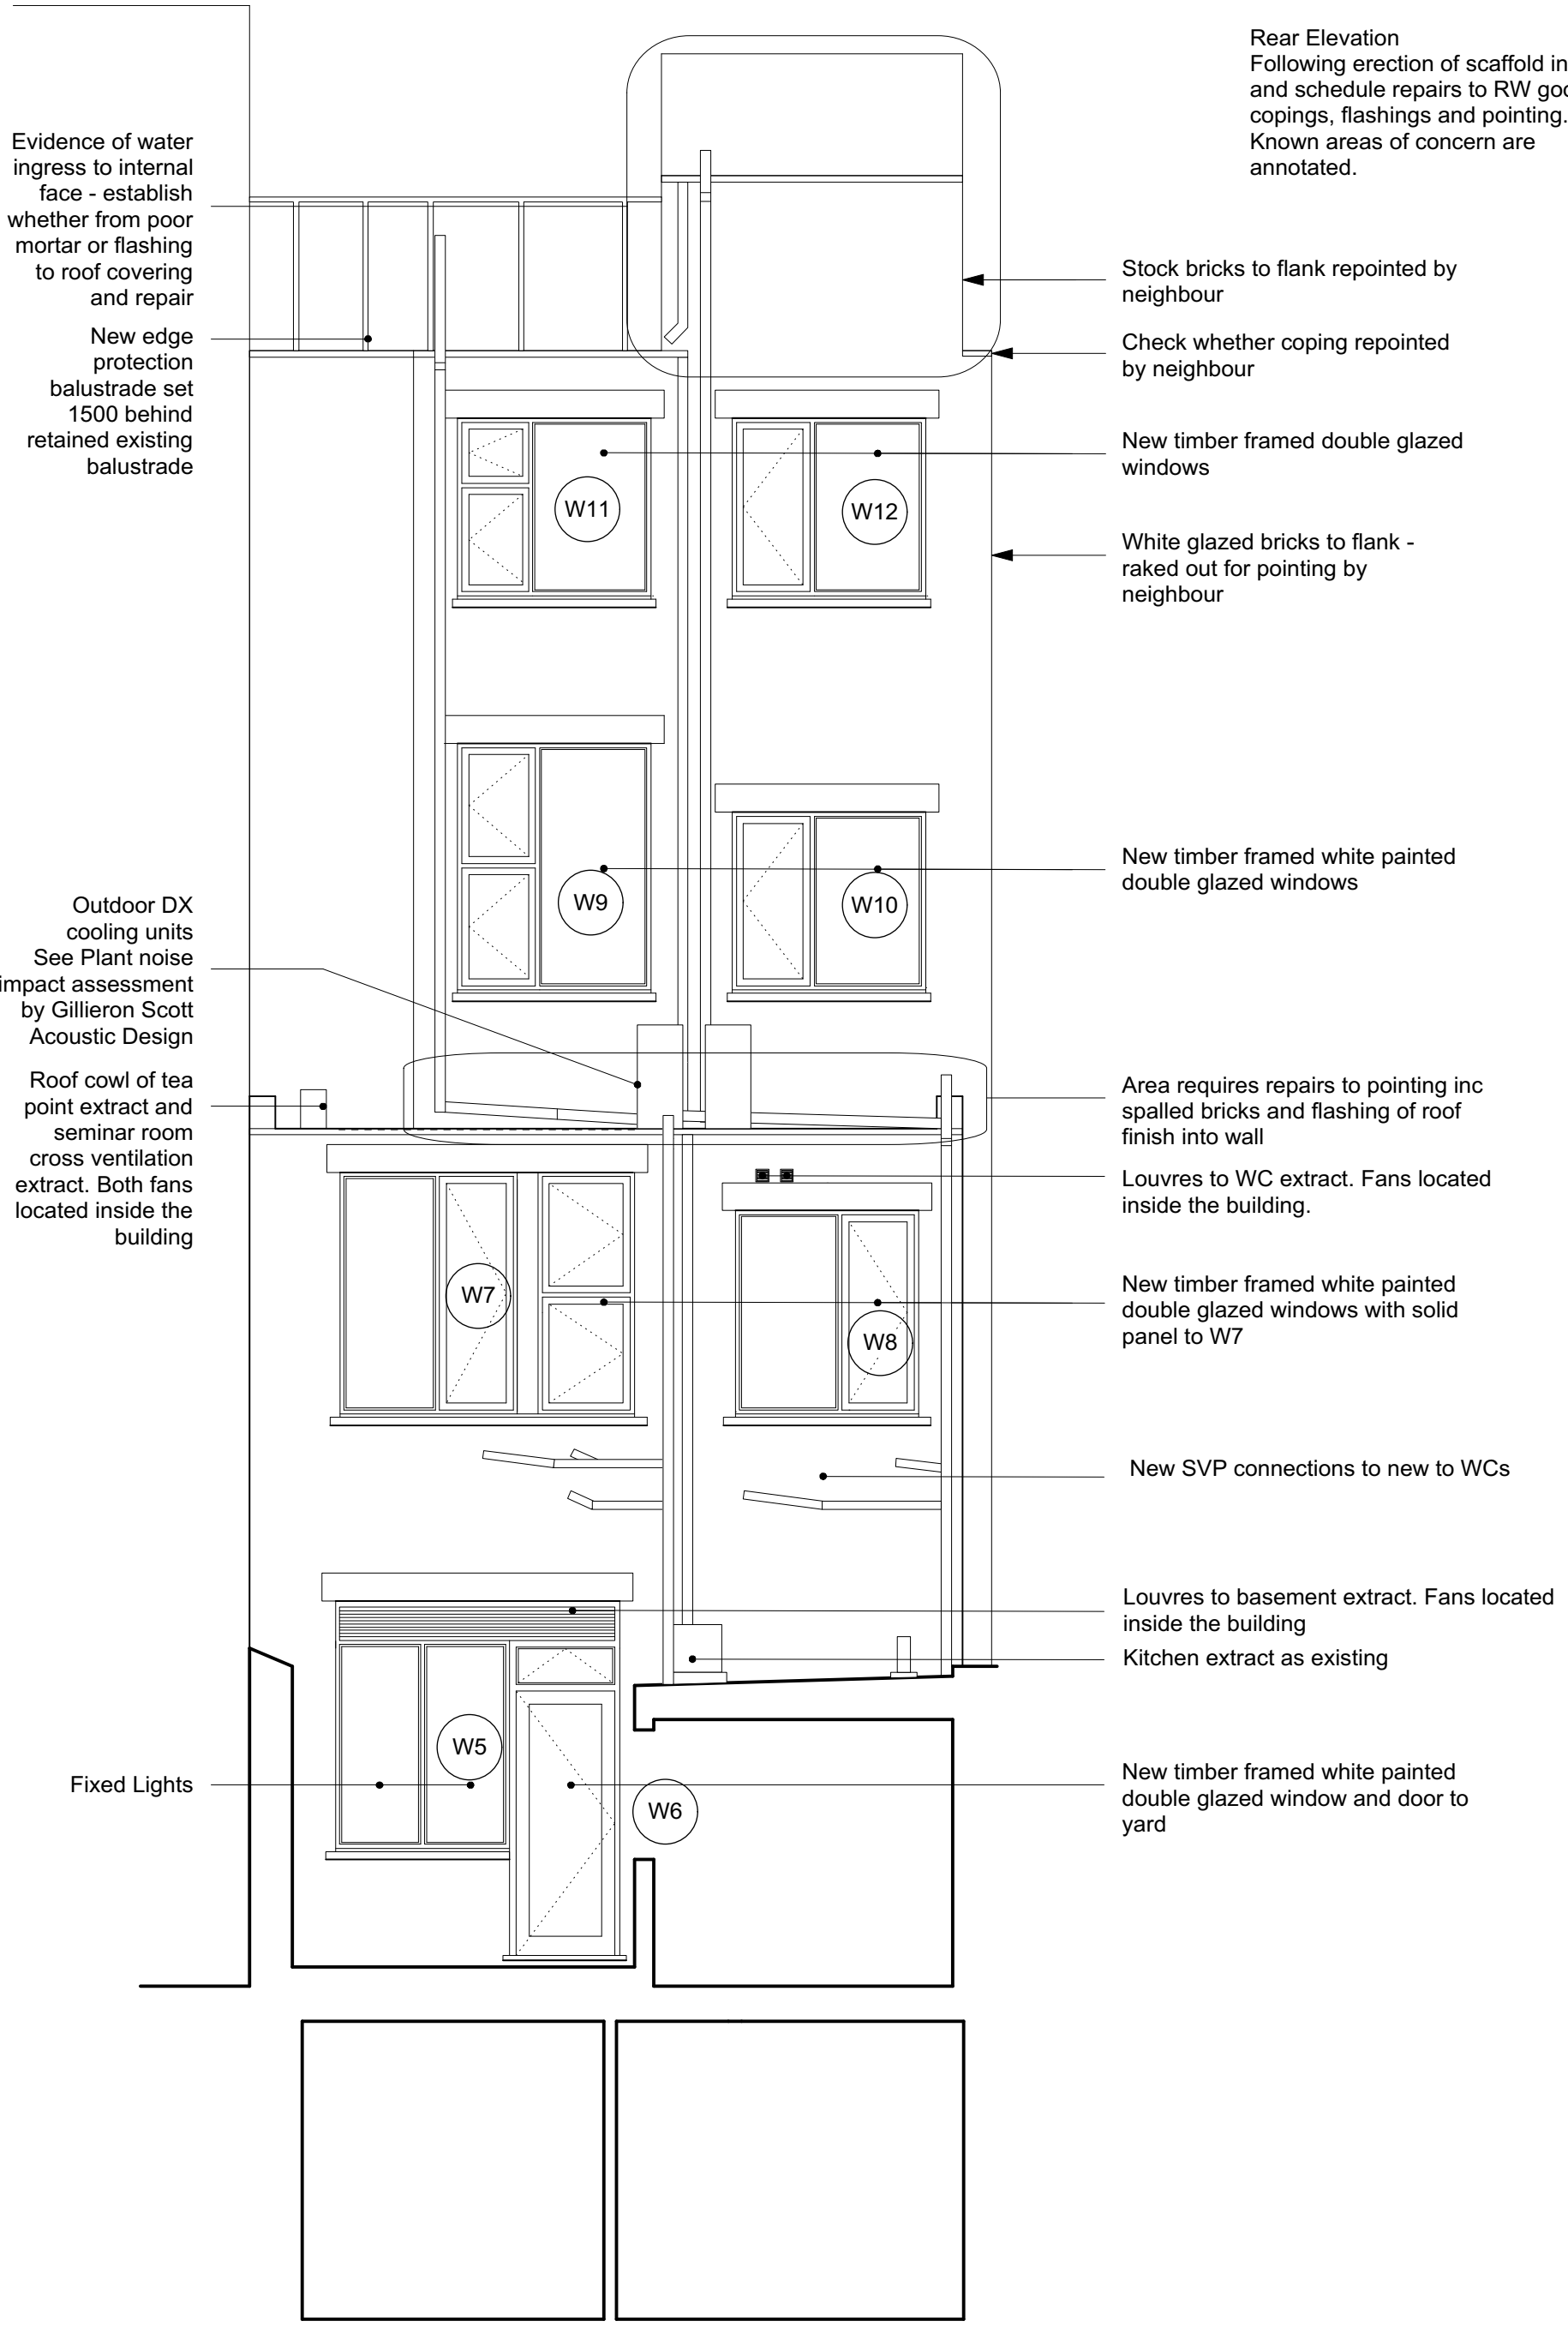 Rear Elevation
Following erection of scaffold in
and schedule repairs to RW goo
copings, flashings and pointing.
Known areas of concern are
annotated.
Evidence of water
ingress to internal
face - establish
whether from poor
mortar or flashing
to roof covering
and repair
New edge
protection
balustrade set
1500 behind
retained existing
balustrade
Stock bricks to flank repointed by
neighbour
Check whether coping repointed
by neighbour
New timber framed double glazed
windows
W11
W12
White glazed bricks to flank -
raked out for pointing by
neighbour
New timber framed white painted
double glazed windows
W9
W10
Outdoor DX
cooling units
See Plant noise
impact assessment
by Gillieron Scott
Acoustic Design
Roof cowl of tea
point extract and
seminar room
cross ventilation
extract. Both fans
located inside the
building
Area requires repairs to pointing inc
spalled bricks and flashing of roof
finish into wall
Louvres to WC extract. Fans located
inside the building.
New timber framed white painted
double glazed windows with solid
panel to W7
W7
W8
New SVP connections to new to WCs
Louvres to basement extract. Fans located
inside the building
Kitchen extract as existing
W5
Fixed Lights
W6
New timber framed white painted
double glazed window and door to
yard